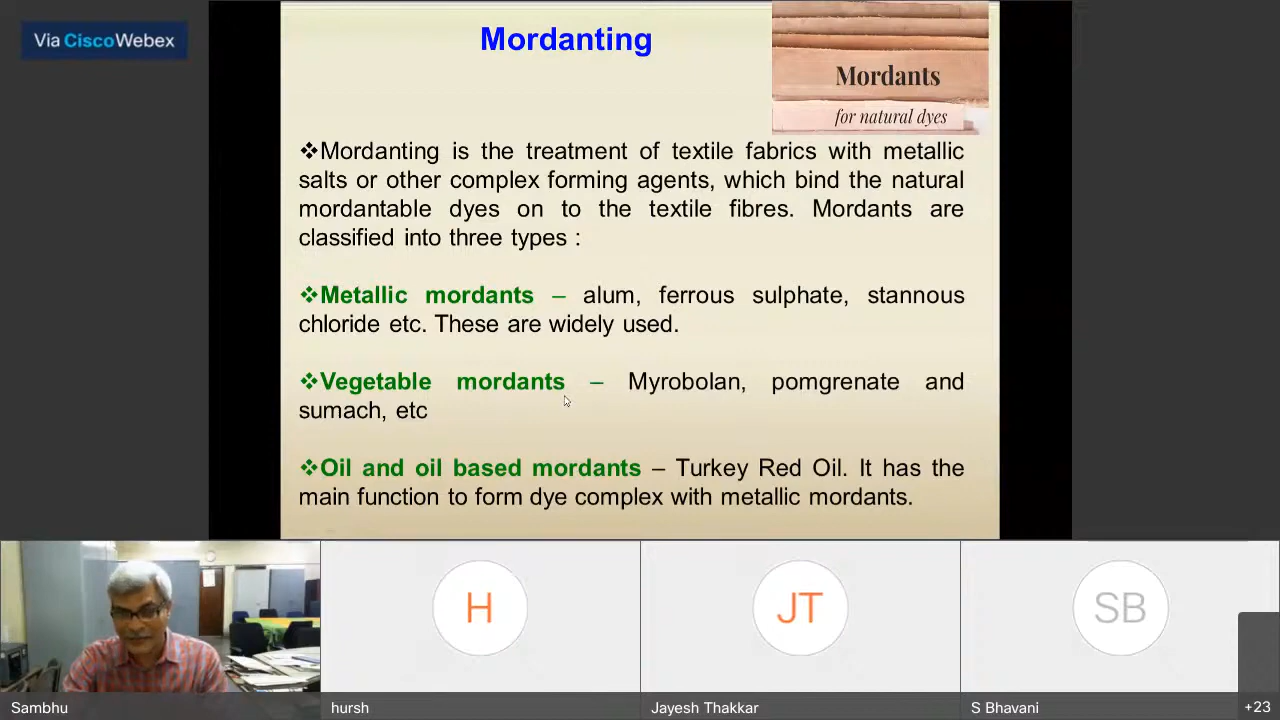 Via CiscoWebex
Mordanting
Mordants
for natural dyes
❖Mordanting is the treatment of textile fabrics with metallic
salts or other complex forming agents, which bind the natural
mordantable dyes on to the textile fibres. Mordants are
classified into three types :
❖Metallic mordants – alum, ferrous sulphate, stannous
chloride etc. These are widely used.
❖Vegetable mordants – Myrobolan, pomgrenate and
sumach, etc
❖Oil and oil based mordants – Turkey Red Oil. It has the
main function to form dye complex with metallic mordants.
H
JT
SB
Sambhu
hursh
Jayesh Thakkar
S Bhavani
+23